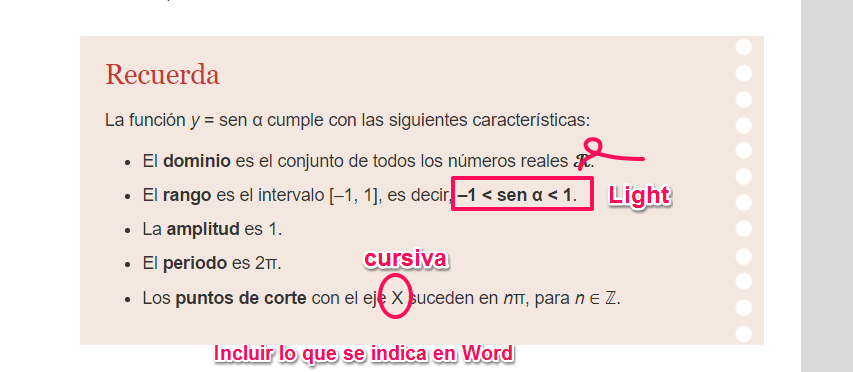 Recuerda
La función y = sen α cumple con las siguientes características:
• El dominio es el conjunto de todos los números reales ℛ.
• El rango es el intervalo [–1, 1], es decir, –1 < sen α < 1.
Light
• La amplitud es 1.
• El periodo es 2π.
cursiva
• Los puntos de corte con el eje X suceden en nπ, para n ∈ ℤ.
Incluir lo que se indica en Word